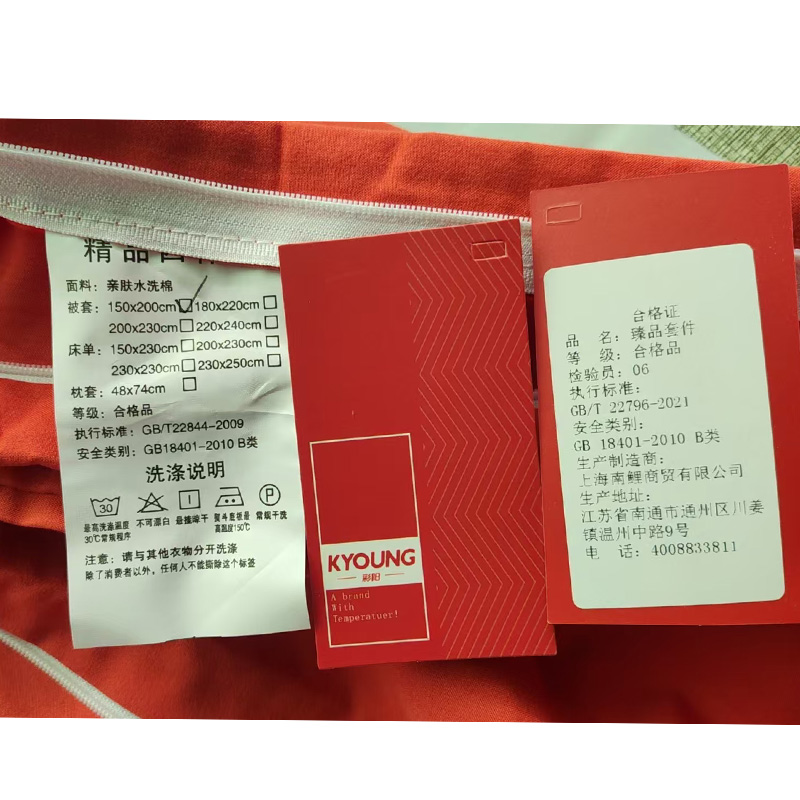 精品
面料：亲肤水洗棉
被套：150x200cm☑180x220cm☐
200x230cm☐220x240cm☐
床单：150x230cm☐200x230cm☐
230x230cm☐230x250cm☐
枕套：48x74cm☐
等级：合格品
执行标准：GB/T22844-2009
安全类别：GB18401-2010 B类
洗涤说明
30
P
最高洗涤温度
30℃常规程序
不可漂白
悬挂晾干
熨斗底板最
高温度150℃
常规干洗
注意：请与其他衣物分开洗涤
除了消费者以外，任何人不能撕除这个标签
KYOUNG
彩阳
A brand
With
Temperatuer!
合格证
品 名：臻品套件
等 级：合格品
检验员：06
执行标准：
GB/T 22796-2021
安全类别：
GB 18401-2010 B类
生产制造商：
上海南鲤商贸有限公司
生产地址：
江苏省南通市通州区川姜
镇温州中路9号
电 话：4008833811